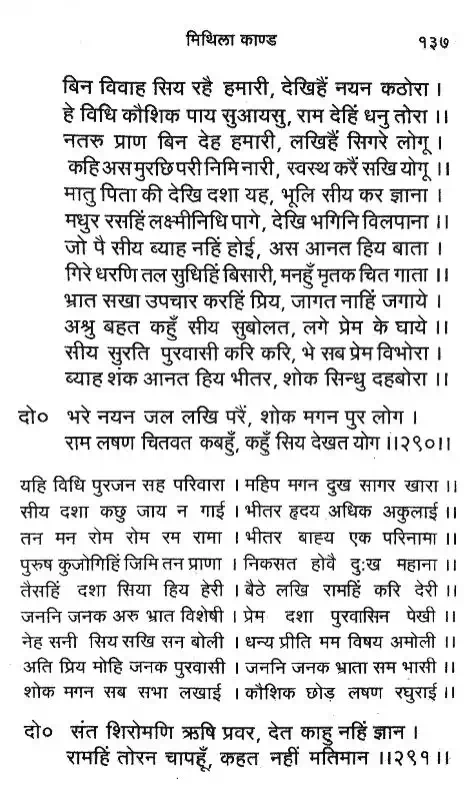 मिथिला काण्ड १३७
बिन विवाह सिय रहै हमारी, देखिहैं नयन कठोरा ।
हे विधि कौशिक पाय सुआयसु, राम देहिं धनु तोरा ।।
नतरु प्राण बिन देह हमारी, लखिहैं सिगरे लोगू ।
कहि अस मुरछि परी निमि नारी, स्वस्थ करैं सखि योगू ।।
मातु पिता की देखि दशा यह, भूलि सीय कर ज्ञाना ।
मधुर रसहिं लक्ष्मीनिधि पागे, देखि भगिनि विलपाना ।।
जो पै सीय ब्याह नहिं होई, अस आनत हिय बाता ।
गिरे धरणि तल सुधिहिं बिसारी, मनहुँ मृतक चित गाता ।।
भ्रात सखा उपचार करहिं प्रिय, जागत नाहिं जगाये ।
अश्रु बहत कहुँ सीय सुबोलत, लगे प्रेम के घाये ।।
सीय सुरति पुरवासी करि करि, भे सब प्रेम विभोरा ।
ब्याह शंक आनत हिय भीतर, शोक सिन्धु दहबोरा ।।
दो० भरे नयन जल लखि परैं, शोक मगन पुर लोग ।
राम लषण चितवत कबहुँ, कहुँ सिय देखत योग ।।२९०।।
यहि विधि पुरजन सह परिवारा । महिप मगन दुख सागर खारा ।।
सीय दशा कछु जाय न गाई । भीतर हृदय अधिक अकुलाई ।।
तन मन रोम रोम रम रामा । भीतर बाह्य एक परिनामा ।।
पुरुष कुजोगिहिं जिमि तन प्राणा । निकसत होवै दुःख महाना ।।
तैसहिं दशा सिया हिय हेरी । बैठे लखि रामहिं करि देरी ।।
जननि जनक अरु भ्रात विशेषी । प्रेम दशा पुरवासिन पेखी ।।
नेह सनी सिय सखि सन बोली । धन्य प्रीति मम विषय अमोली ।।
अति प्रिय मोहि जनक पुरवासी । जननि जनक भ्राता सम भासी ।।
शोक मगन सब सभा लखाई । कौशिक छोड़ लषण रघुराई ।।
दो० संत शिरोमणि ऋषि प्रवर, देत काहु नहिं ज्ञान ।
रामहिं तोरन चापहूँ, कहत नहीं मतिमान ।।२९१।।